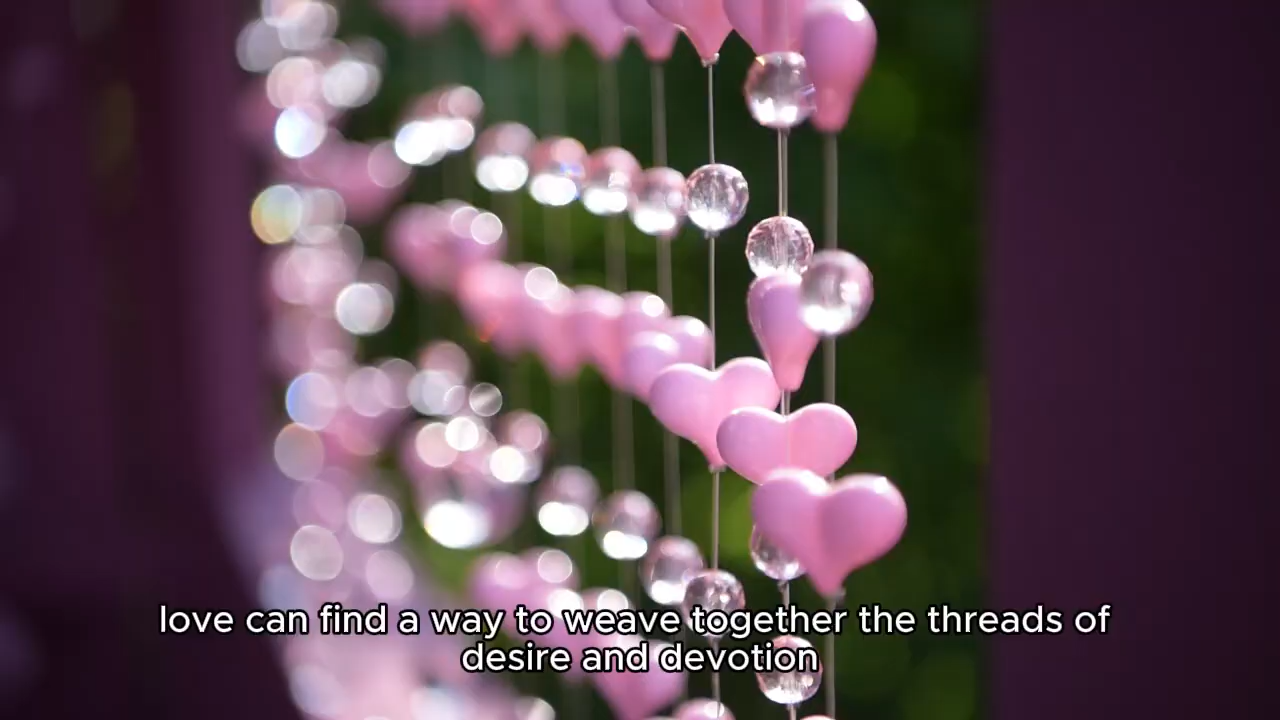 love can find a way to weave together the threads of
desire and devotion